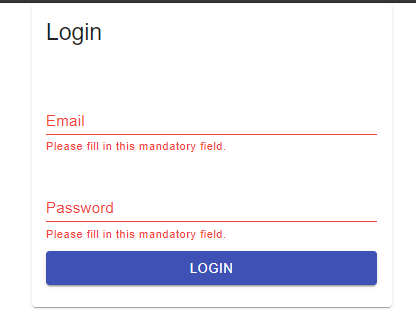 Login
Email
Please fill in this mandatory field.
Password
Please fill in this mandatory field.
LOGIN